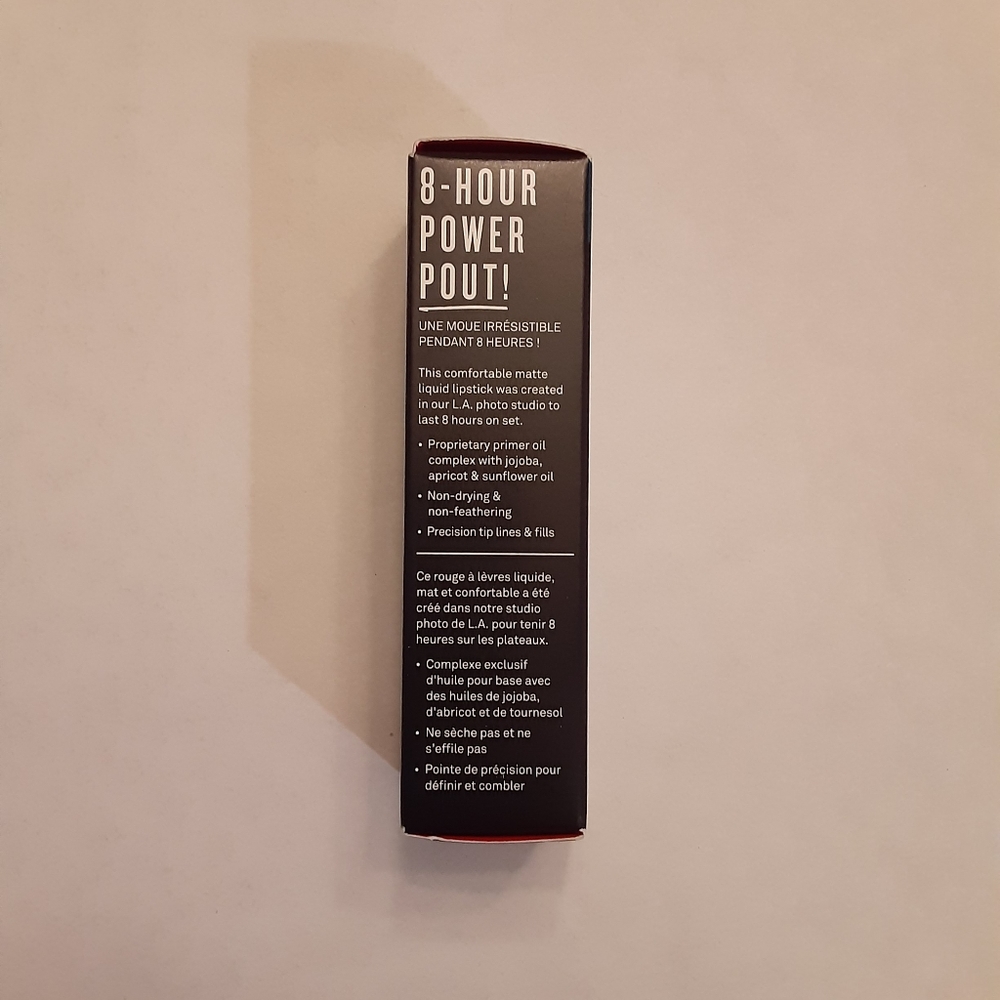 8-HOUR
POWER
POUT!
UNE MOUE IRRÉSISTIBLE
PENDANT 8 HEURES !
This comfortable matte
liquid lipstick was created
in our L.A. photo studio to
last 8 hours on set.
• Proprietary primer oil
complex with jojoba,
apricot & sunflower oil
• Non-drying &
non-feathering
• Precision tip lines & fills
Ce rouge à lèvres liquide,
mat et confortable a été
créé dans notre studio
photo de L.A. pour tenir 8
heures sur les plateaux.
• Complexe exclusif
d'huile pour base avec
des huiles de jojoba,
d'abricot et de tournesol
• Ne sèche pas et ne
s'effile pas
• Pointe de précision pour
définir et combler